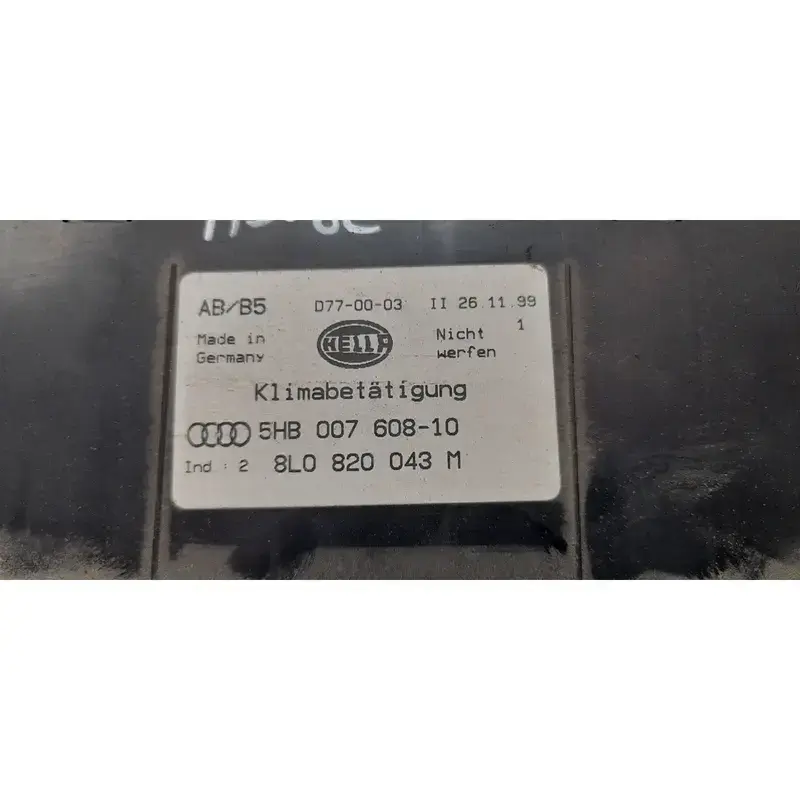 AB/B5 D77-00-03 II 26.11.99
Made in Germany
HELLA
Nicht werfen
1
Klimabetätigung
5HB 007 608-10
Ind : 2 8L0 820 043 M